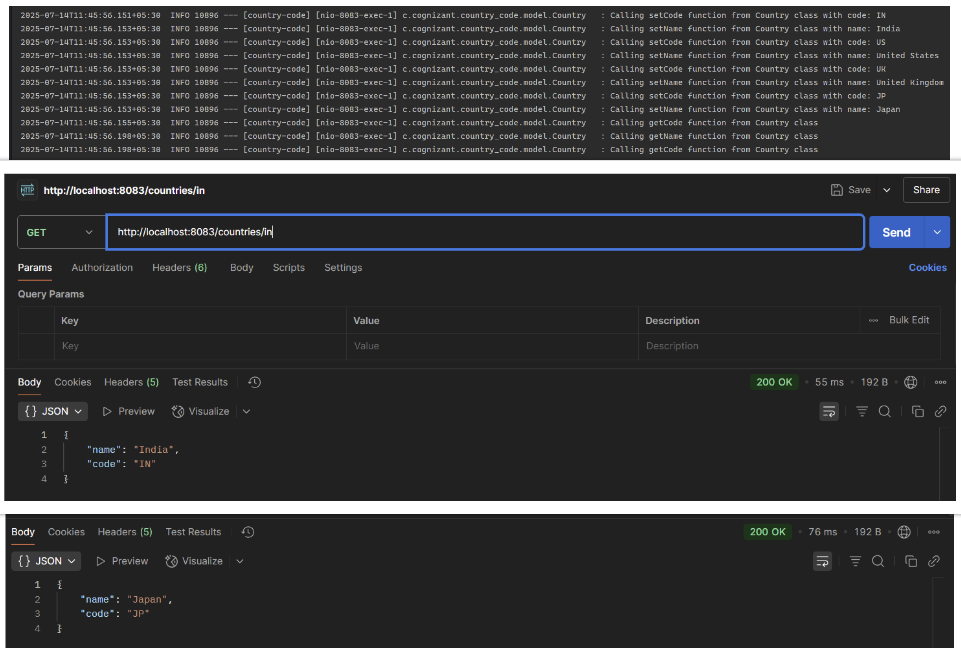 2025-07-14T11:45:56.151+05:30  INFO 10896 --- [country-code] [nio-8083-exec-1] c.cognizant.country_code.model.Country   : Calling setCode function from Country class with code: IN
2025-07-14T11:45:56.153+05:30  INFO 10896 --- [country-code] [nio-8083-exec-1] c.cognizant.country_code.model.Country   : Calling setName function from Country class with name: India
2025-07-14T11:45:56.153+05:30  INFO 10896 --- [country-code] [nio-8083-exec-1] c.cognizant.country_code.model.Country   : Calling setCode function from Country class with code: US
2025-07-14T11:45:56.153+05:30  INFO 10896 --- [country-code] [nio-8083-exec-1] c.cognizant.country_code.model.Country   : Calling setName function from Country class with name: United States
2025-07-14T11:45:56.153+05:30  INFO 10896 --- [country-code] [nio-8083-exec-1] c.cognizant.country_code.model.Country   : Calling setCode function from Country class with code: UK
2025-07-14T11:45:56.153+05:30  INFO 10896 --- [country-code] [nio-8083-exec-1] c.cognizant.country_code.model.Country   : Calling setName function from Country class with name: United Kingdom
2025-07-14T11:45:56.153+05:30  INFO 10896 --- [country-code] [nio-8083-exec-1] c.cognizant.country_code.model.Country   : Calling setCode function from Country class with code: JP
2025-07-14T11:45:56.153+05:30  INFO 10896 --- [country-code] [nio-8083-exec-1] c.cognizant.country_code.model.Country   : Calling setName function from Country class with name: Japan
2025-07-14T11:45:56.155+05:30  INFO 10896 --- [country-code] [nio-8083-exec-1] c.cognizant.country_code.model.Country   : Calling getCode function from Country class
2025-07-14T11:45:56.198+05:30  INFO 10896 --- [country-code] [nio-8083-exec-1] c.cognizant.country_code.model.Country   : Calling getName function from Country class
2025-07-14T11:45:56.198+05:30  INFO 10896 --- [country-code] [nio-8083-exec-1] c.cognizant.country_code.model.Country   : Calling getCode function from Country class
HTTP http://localhost:8083/countries/in Save Share
GET http://localhost:8083/countries/in Send
Params Authorization Headers (6) Body Scripts Settings Cookies
Query Params
Key Value Description Bulk Edit
Key Value Description
Body Cookies Headers (5) Test Results 200 OK 55 ms 192 B
{} JSON Preview Visualize
1 {
2 "name": "India",
3 "code": "IN"
4 }
Body Cookies Headers (5) Test Results 200 OK 76 ms 192 B
{} JSON Preview Visualize
1 {
2 "name": "Japan",
3 "code": "JP"
4 }